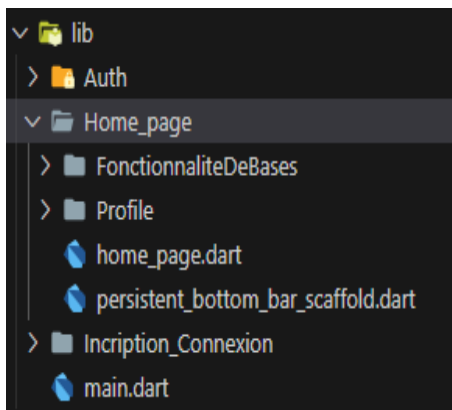 lib
Auth
Home_page
FonctionnaliteDeBases
Profile
home_page.dart
persistent_bottom_bar_scaffold.dart
Incription_Connexion
main.dart